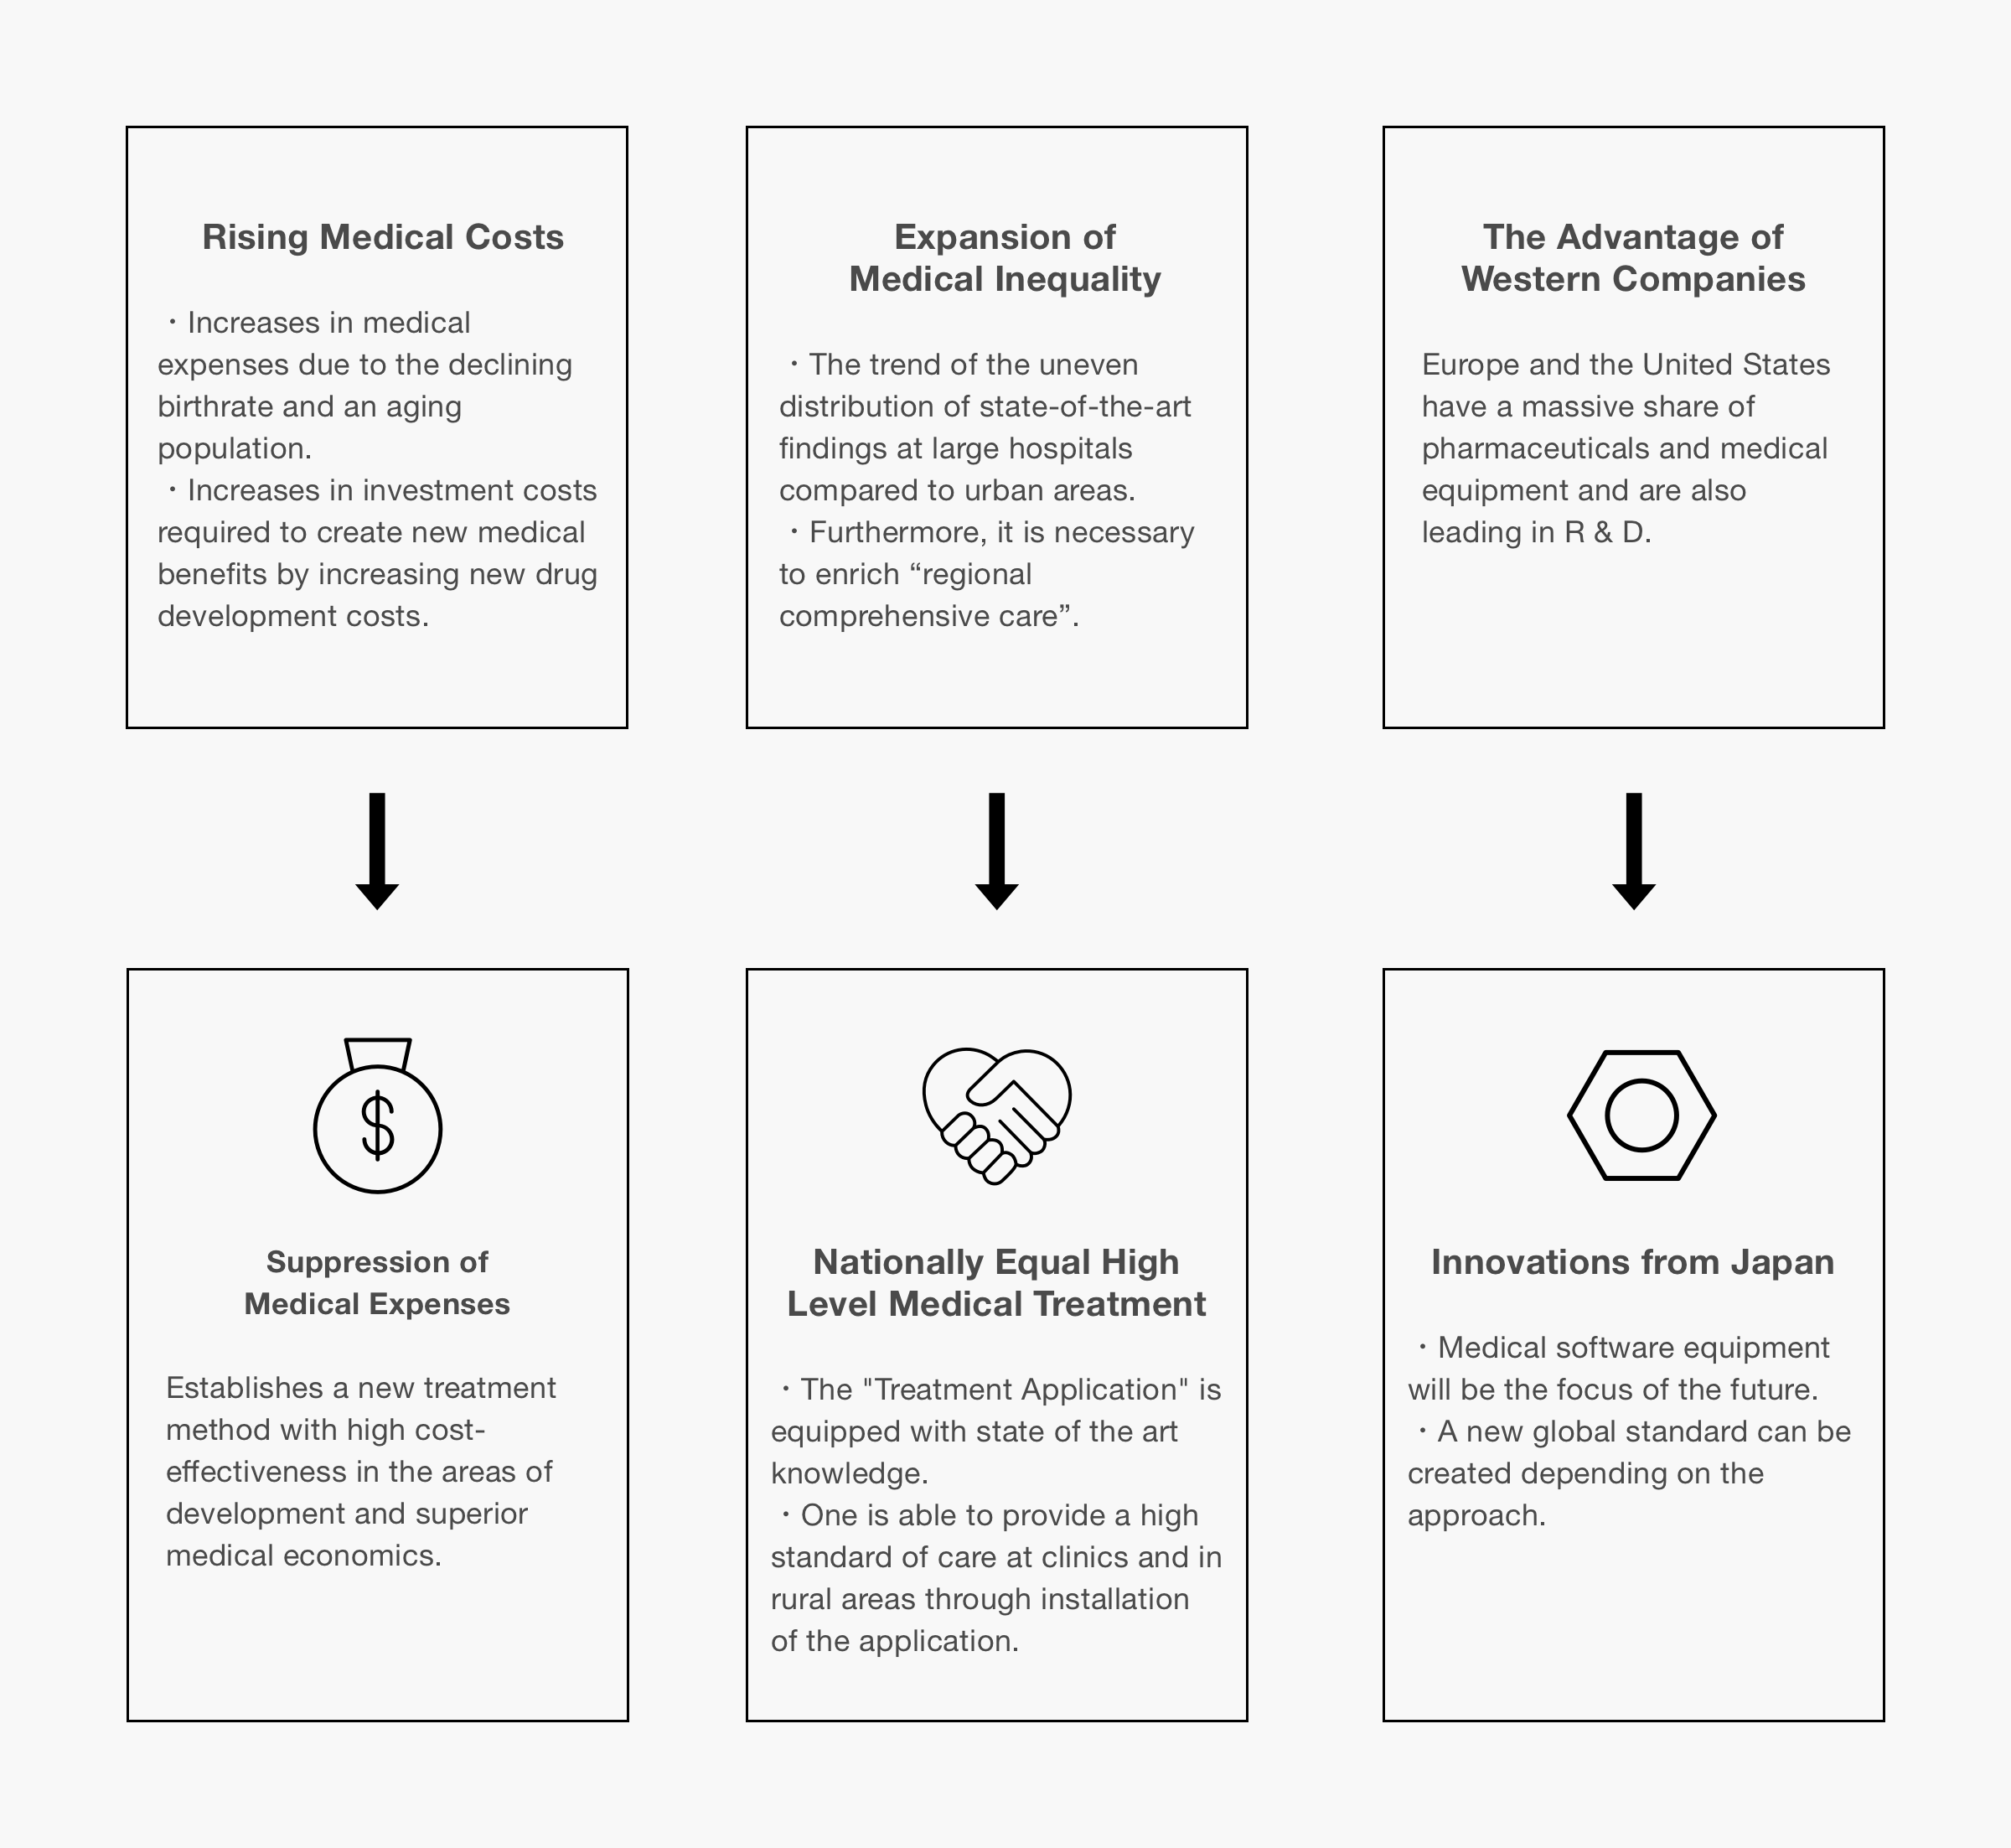 Rising Medical Costs
・Increases in medical
expenses due to the declining
birthrate and an aging
population.
・Increases in investment costs
required to create new medical
benefits by increasing new drug
development costs.
Expansion of
Medical Inequality
・The trend of the uneven
distribution of state-of-the-art
findings at large hospitals
compared to urban areas.
・Furthermore, it is necessary
to enrich “regional
comprehensive care”.
The Advantage of
Western Companies
Europe and the United States
have a massive share of
pharmaceuticals and medical
equipment and are also
leading in R & D.
$
Suppression of
Medical Expenses
Establishes a new treatment
method with high cost-
effectiveness in the areas of
development and superior
medical economics.
Nationally Equal High
Level Medical Treatment
・The "Treatment Application" is
equipped with state of the art
knowledge.
・One is able to provide a high
standard of care at clinics and in
rural areas through installation
of the application.
Innovations from Japan
・Medical software equipment
will be the focus of the future.
・A new global standard can be
created depending on the
approach.